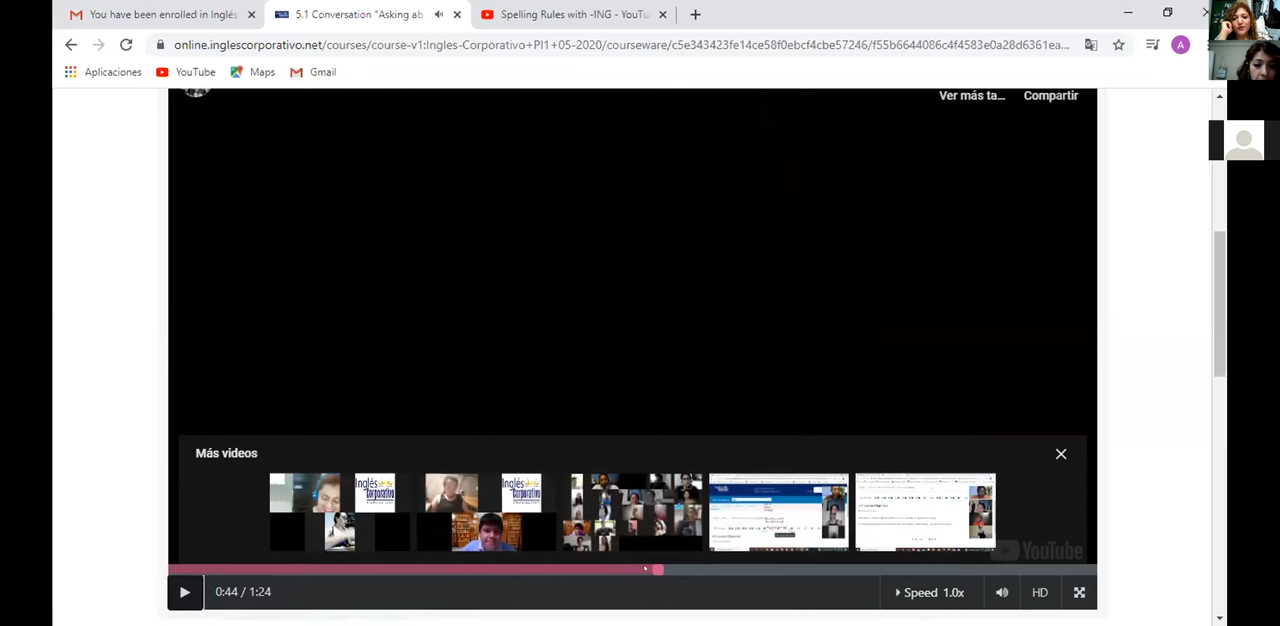 You have been enrolled in Inglés
5.1 Conversation "Asking ab
Spelling Rules with -ING - YouTu
online.inglescorporativo.net/courses/course-v1:Ingles-Corporativo+PI1+05-2020/courseware/c5e343423fe14ce58f0ebcf4cbe57246/f55b6644086c4f4583e0a28d6361ea...
A
Aplicaciones YouTube Maps Gmail
Ver más ta... Compartir
Más videos
Inglés Corporativo
Inglés Corporativo
YouTube
0:44 / 1:24
Speed 1.0x
HD